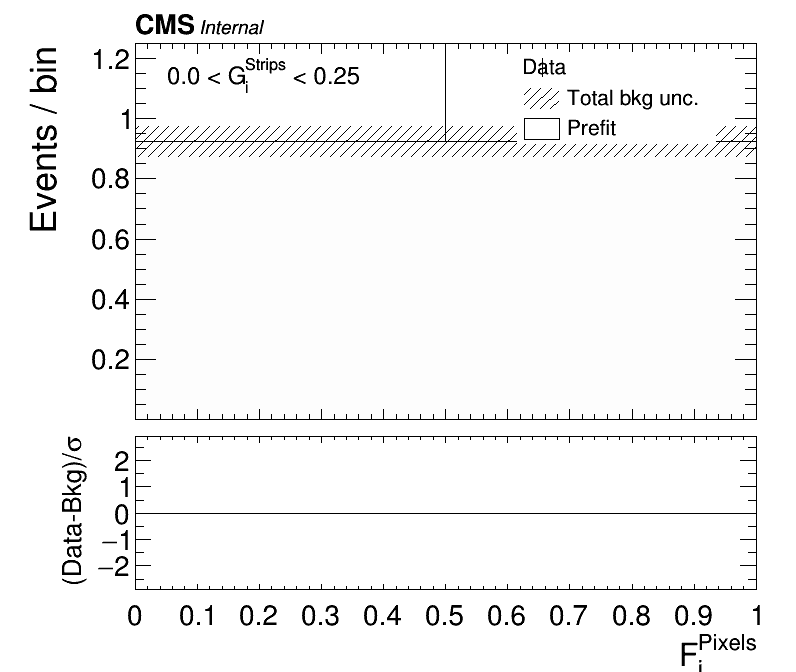 CMS Internal
0.0 < G_i^Strips < 0.25
Data
Total bkg unc.
Prefit
Events / bin
1.2
1
0.8
0.6
0.4
0.2
(Data-Bkg)/σ
2
1
0
−1
−2
0 0.1 0.2 0.3 0.4 0.5 0.6 0.7 0.8 0.9 1
F_i^Pixels